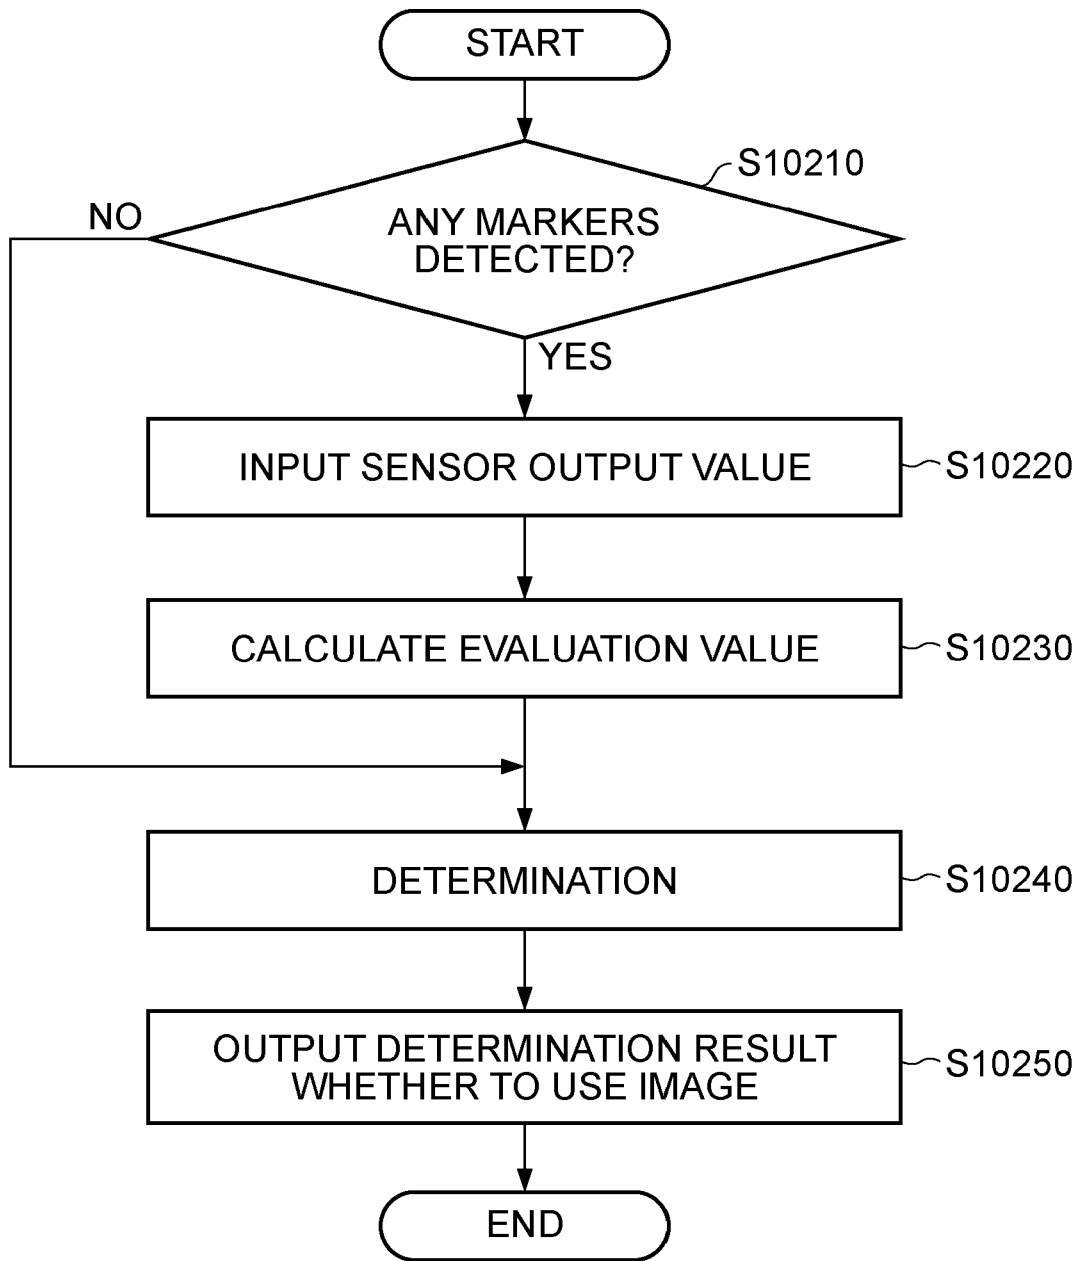 START
S10210
NO
ANY MARKERS
DETECTED?
YES
INPUT SENSOR OUTPUT VALUE
S10220
CALCULATE EVALUATION VALUE
S10230
DETERMINATION
S10240
OUTPUT DETERMINATION RESULT
WHETHER TO USE IMAGE
S10250
END